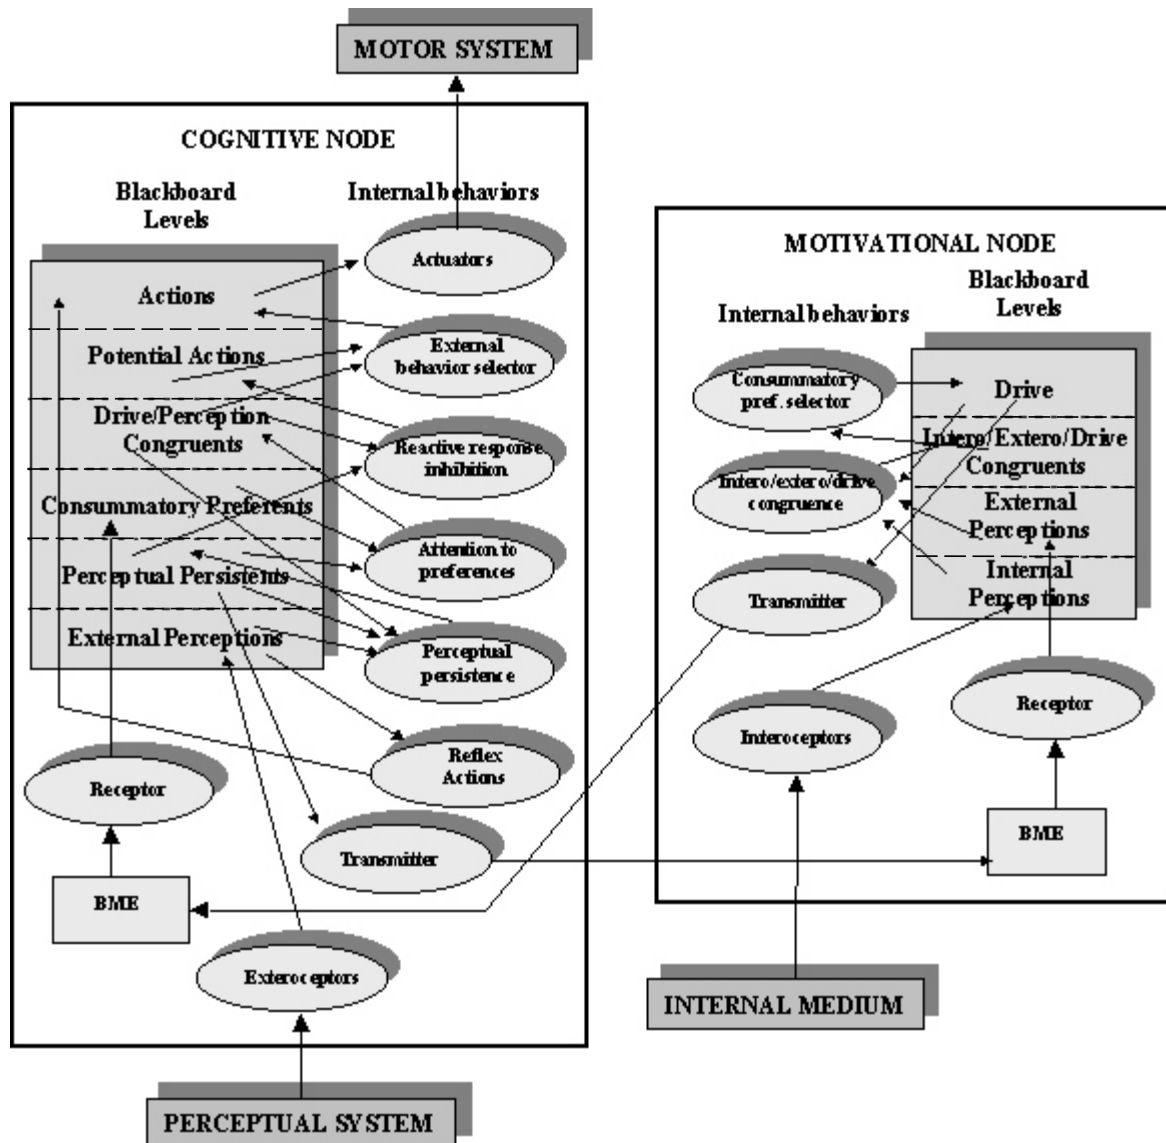 MOTOR SYSTEM
COGNITIVE NODE
Blackboard
Levels
Internal behaviors
Actions
Potential Actions
Drive/Perception
Congruents
Consummatory Preferents
Perceptual Persistents
External Perceptions
Actuators
External
behavior selector
Reactive response
inhibition
Attention to
preferences
Perceptual
persistence
Reflex
Actions
Receptor
Transmitter
BME
Exteroceptors
PERCEPTUAL SYSTEM
MOTIVATIONAL NODE
Internal behaviors
Blackboard
Levels
Consummatory
pref. selector
Intero/extero/drive
congruence
Transmitter
Interoceptors
Drive
Intero/Extero/Drive
Congruents
External
Perceptions
Internal
Perceptions
Receptor
BME
INTERNAL MEDIUM